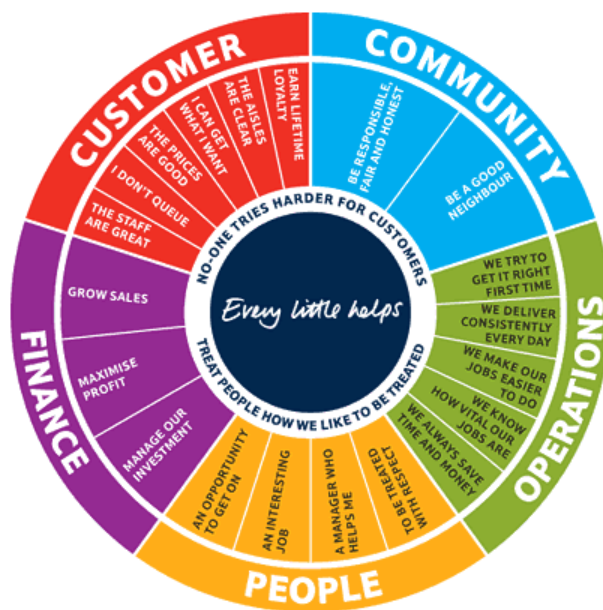 CUSTOMER
THE STAFF
ARE GREAT
I DON'T QUEUE
THE PRICES
ARE GOOD
I CAN GET
WHAT I WANT
THE AISLES
ARE CLEAR
EARN LIFETIME
LOYALTY
COMMUNITY
BE RESPONSIBLE,
FAIR AND HONEST
BE A GOOD
NEIGHBOUR
OPERATIONS
WE TRY TO
GET IT RIGHT
FIRST TIME
WE DELIVER
CONSISTENTLY
EVERY DAY
WE MAKE OUR
JOBS EASIER
TO DO
WE KNOW
HOW VITAL OUR
JOBS ARE
WE ALWAYS SAVE
TIME AND MONEY
PEOPLE
TO BE TREATED
WITH RESPECT
A MANAGER WHO
HELPS ME
AN INTERESTING
JOB
AN OPPORTUNITY
TO GET ON
FINANCE
MANAGE OUR
INVESTMENT
MAXIMISE
PROFIT
GROW SALES
NO-ONE TRIES HARDER FOR CUSTOMERS
Every little helps
TREAT PEOPLE HOW WE LIKE TO BE TREATED